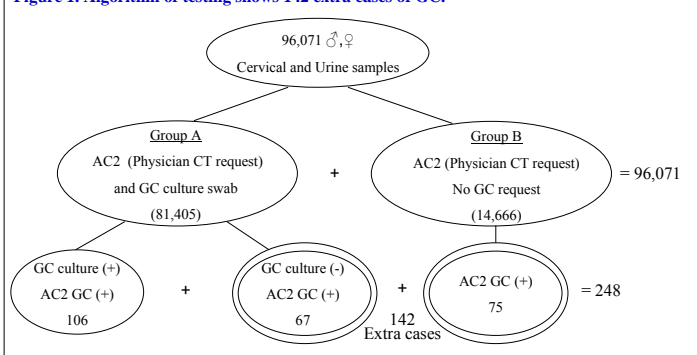 Figure 1. Algorithm of testing shows 142 extra cases of GC.
96,071 ♂,♀
Cervical and Urine samples
Group A
AC2 (Physician CT request)
and GC culture swab
(81,405)
+
Group B
AC2 (Physician CT request)
No GC request
(14,666)
= 96,071
GC culture (+)
AC2 GC (+)
106
+
GC culture (-)
AC2 GC (+)
67
+
142
Extra cases
AC2 GC (+)
75
= 248